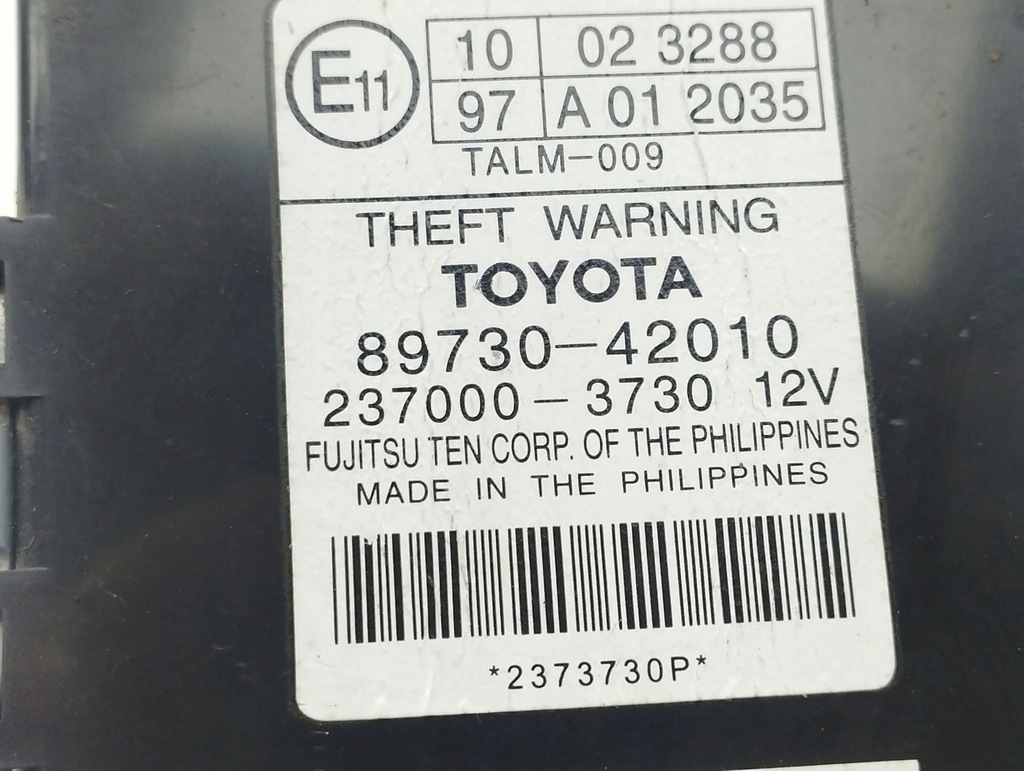 E11
10 02 3288
97 A 01 2035
TALM-009
THEFT WARNING
TOYOTA
89730-42010
237000-3730 12V
FUJITSU TEN CORP. OF THE PHILIPPINES
MADE IN THE PHILIPPINES
*2373730P*